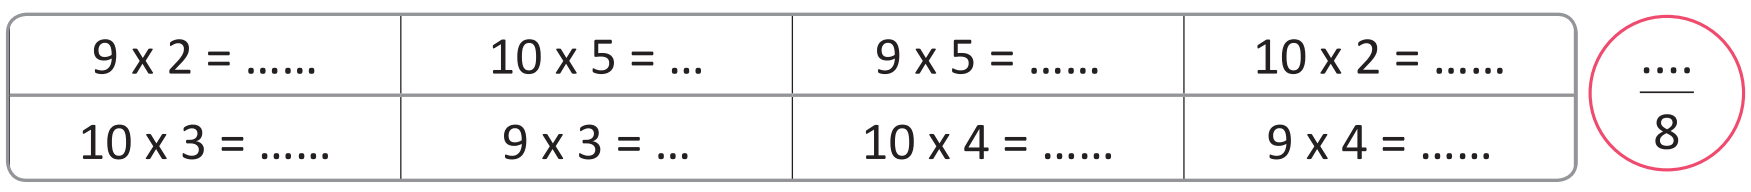 9 x 2 = ...... 10 x 5 = ... 9 x 5 = ...... 10 x 2 = ......
10 x 3 = ...... 9 x 3 = ... 10 x 4 = ...... 9 x 4 = ......
....
8